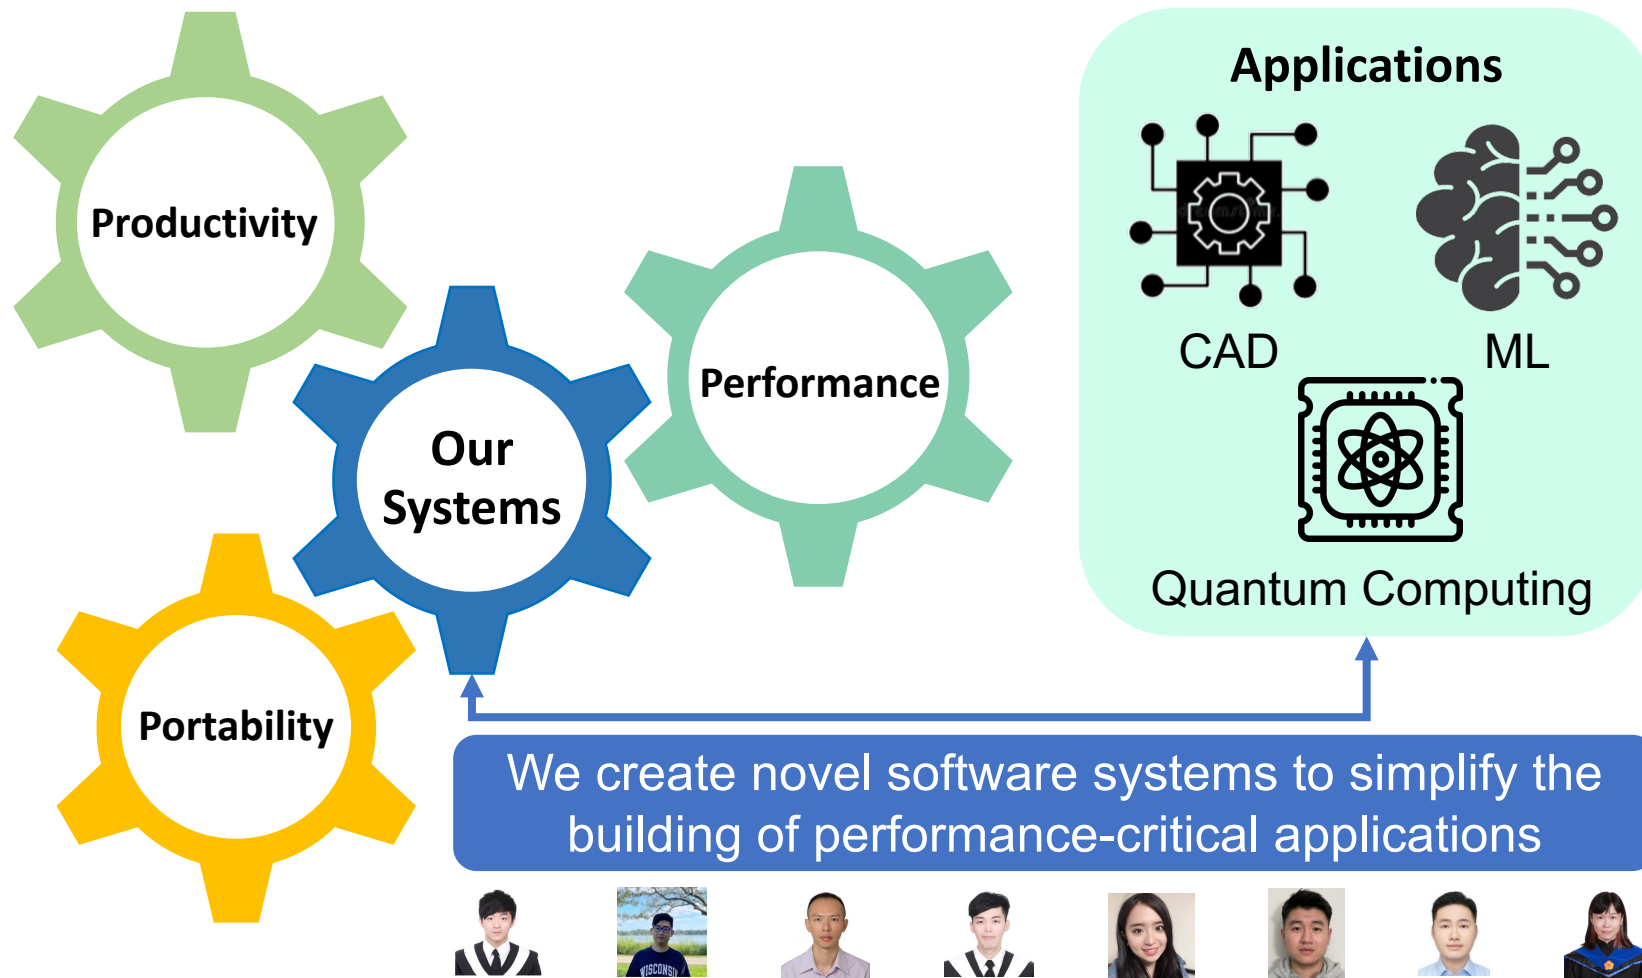 Productivity
Our
Systems
Performance
Portability
Applications
CAD
ML
Quantum Computing
We create novel software systems to simplify the
building of performance-critical applications
WISCONSIN